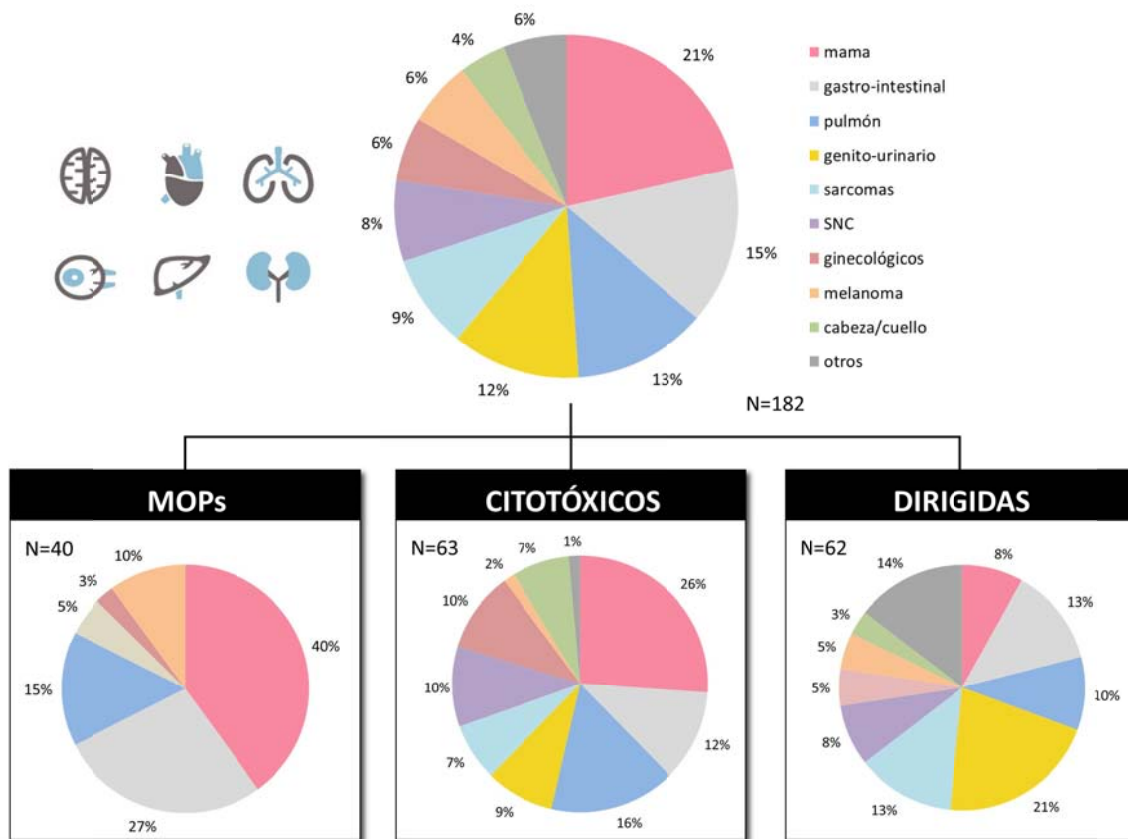 6%
4%
6%
6%
8%
9%
12%
13%
15%
21%
mama
gastro-intestinal
pulmón
genito-urinario
sarcomas
SNC
ginecológicos
melanoma
cabeza/cuello
otros
N=182
MOPs
N=40
10%
3%
5%
15%
27%
40%
CITOTÓXICOS
N=63
1%
7%
2%
10%
10%
7%
9%
16%
12%
26%
DIRIGIDAS
N=62
14%
3%
5%
5%
8%
13%
21%
10%
13%
8%